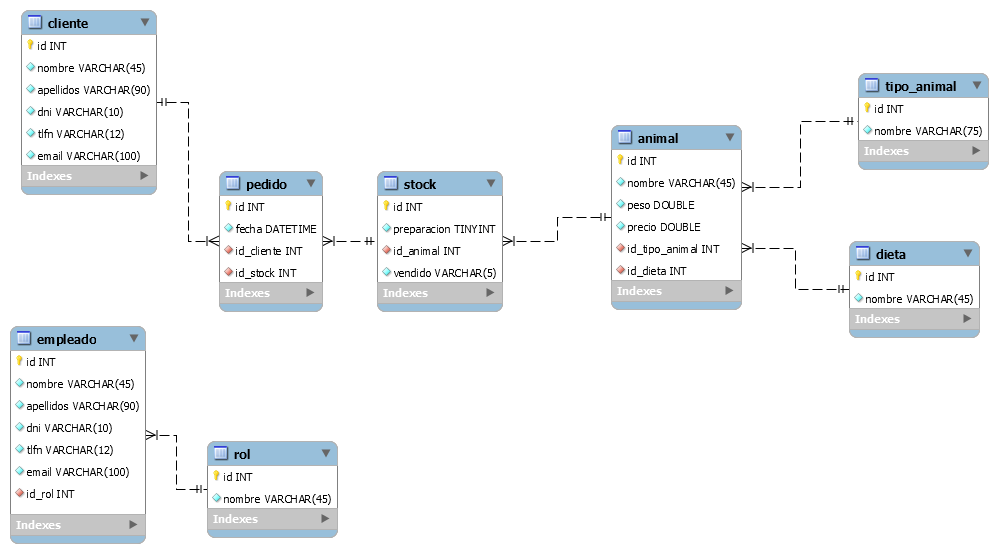 cliente
id INT
nombre VARCHAR(45)
apellidos VARCHAR(90)
dni VARCHAR(10)
tlfn VARCHAR(12)
email VARCHAR(100)
Indexes
pedido
id INT
fecha DATETIME
id_cliente INT
id_stock INT
Indexes
stock
id INT
preparacion TINYINT
id_animal INT
vendido VARCHAR(5)
Indexes
animal
id INT
nombre VARCHAR(45)
peso DOUBLE
precio DOUBLE
id_tipo_animal INT
id_dieta INT
Indexes
tipo_animal
id INT
nombre VARCHAR(75)
Indexes
dieta
id INT
nombre VARCHAR(45)
Indexes
empleado
id INT
nombre VARCHAR(45)
apellidos VARCHAR(90)
dni VARCHAR(10)
tlfn VARCHAR(12)
email VARCHAR(100)
id_rol INT
Indexes
rol
id INT
nombre VARCHAR(45)
Indexes